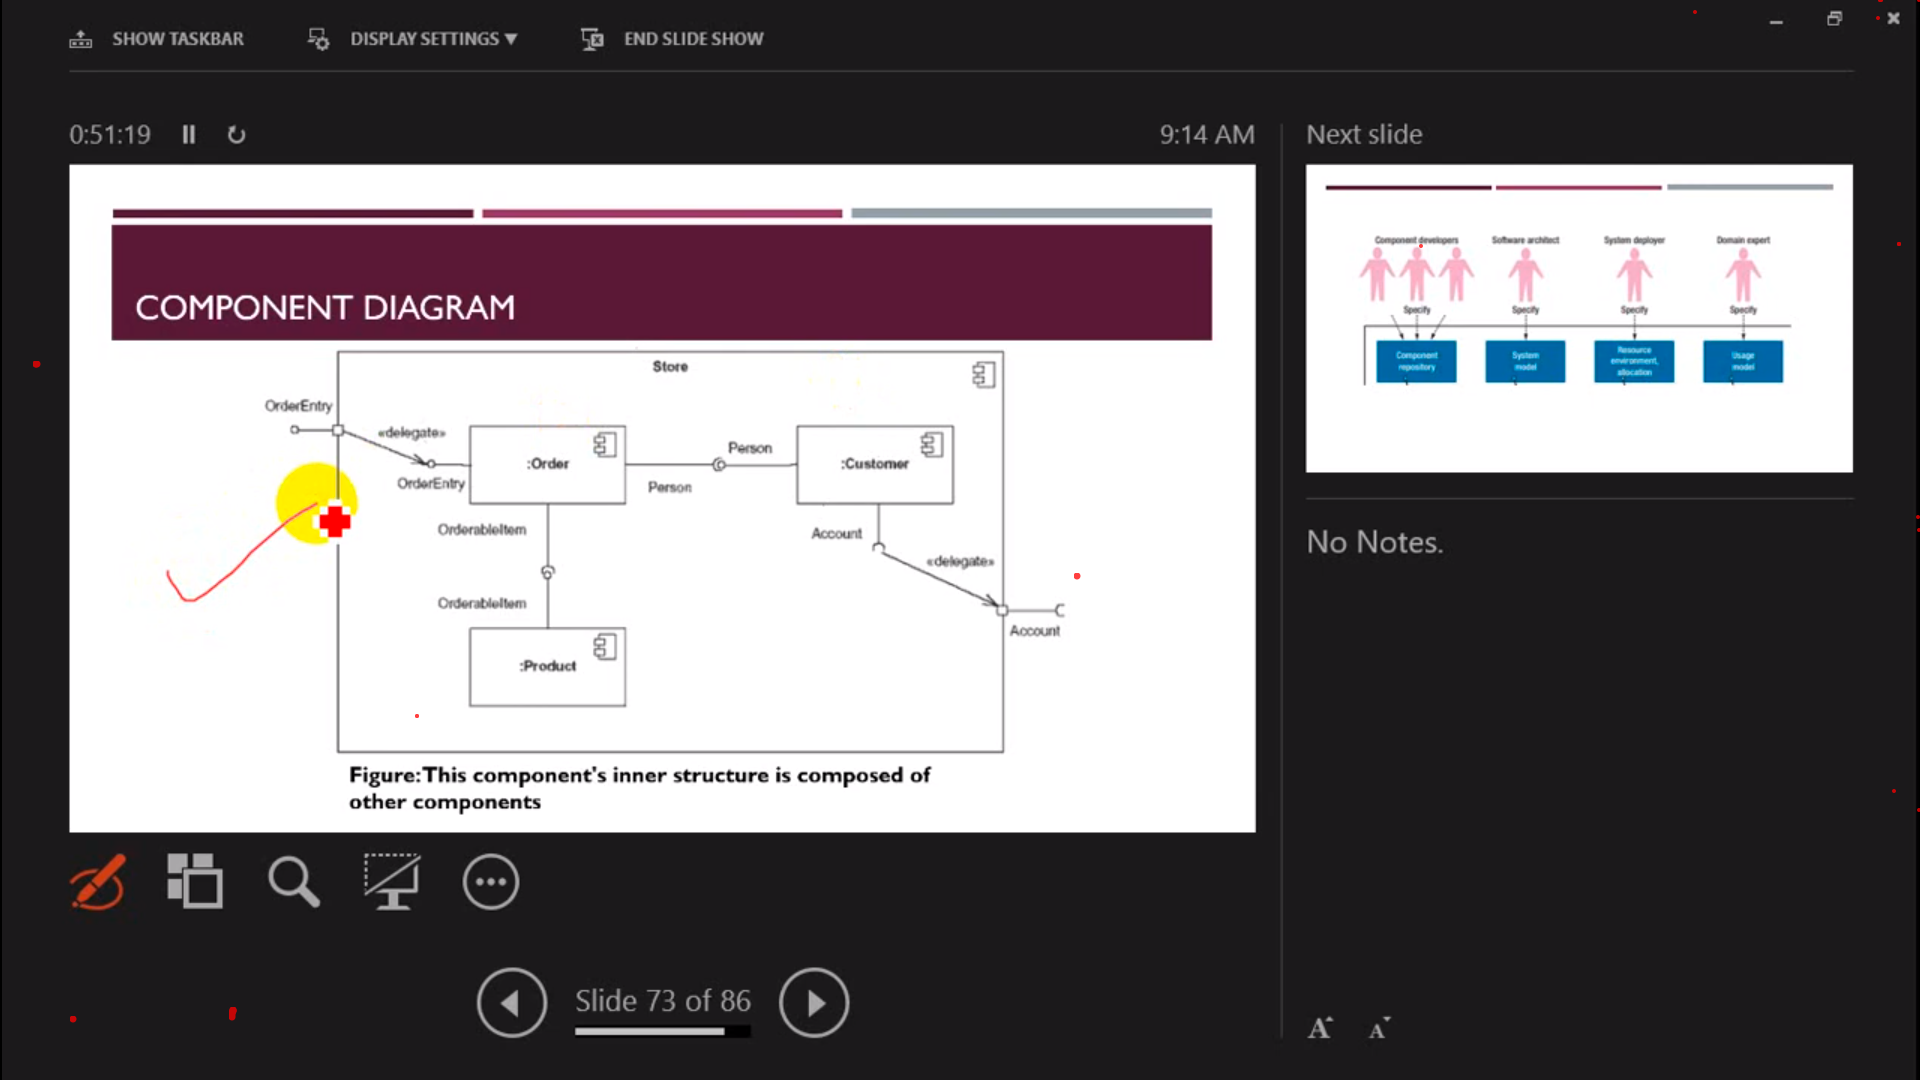 SHOW TASKBAR
DISPLAY SETTINGS
END SLIDE SHOW
0:51:19
9:14 AM
Next slide
COMPONENT DIAGRAM
Store
OrderEntry
«delegate»
:Order
OrderEntry
Person
Person
:Customer
OrderableItem
Account
«delegate»
OrderableItem
Account
:Product
Figure:This component's inner structure is composed of
other components
Component developers
Software architect
System deployer
Domain expert
Specify
Specify
Specify
Specify
Component
repository
System
model
Resource
environment,
allocation
Usage
model
No Notes.
Slide 73 of 86
A
A